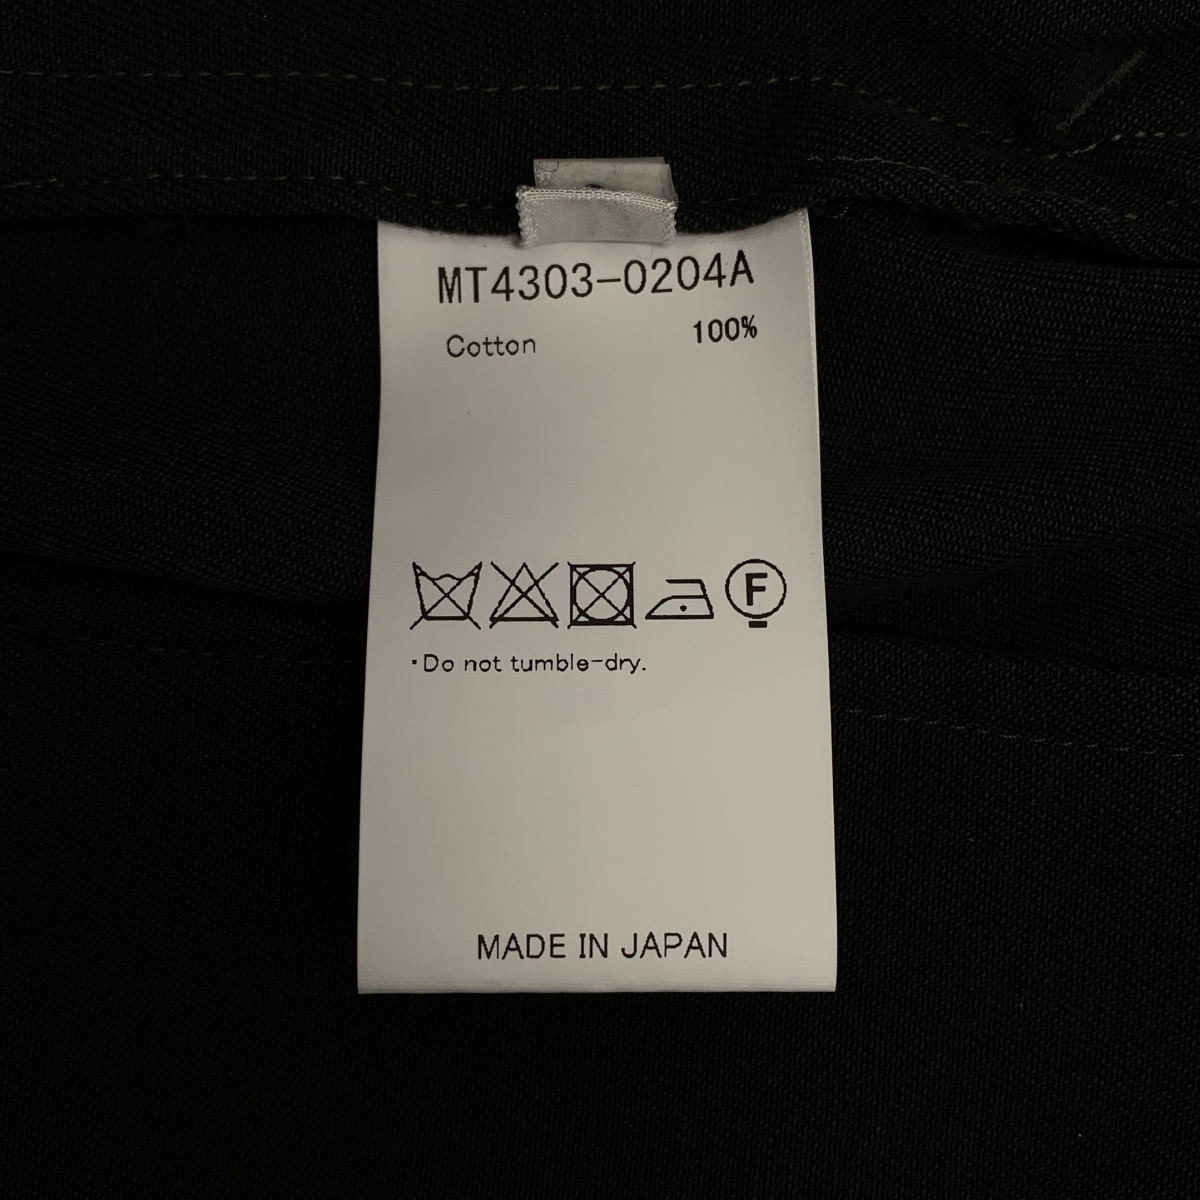 MT4303-0204A
Cotton 100%
F
・Do not tumble-dry.
MADE IN JAPAN